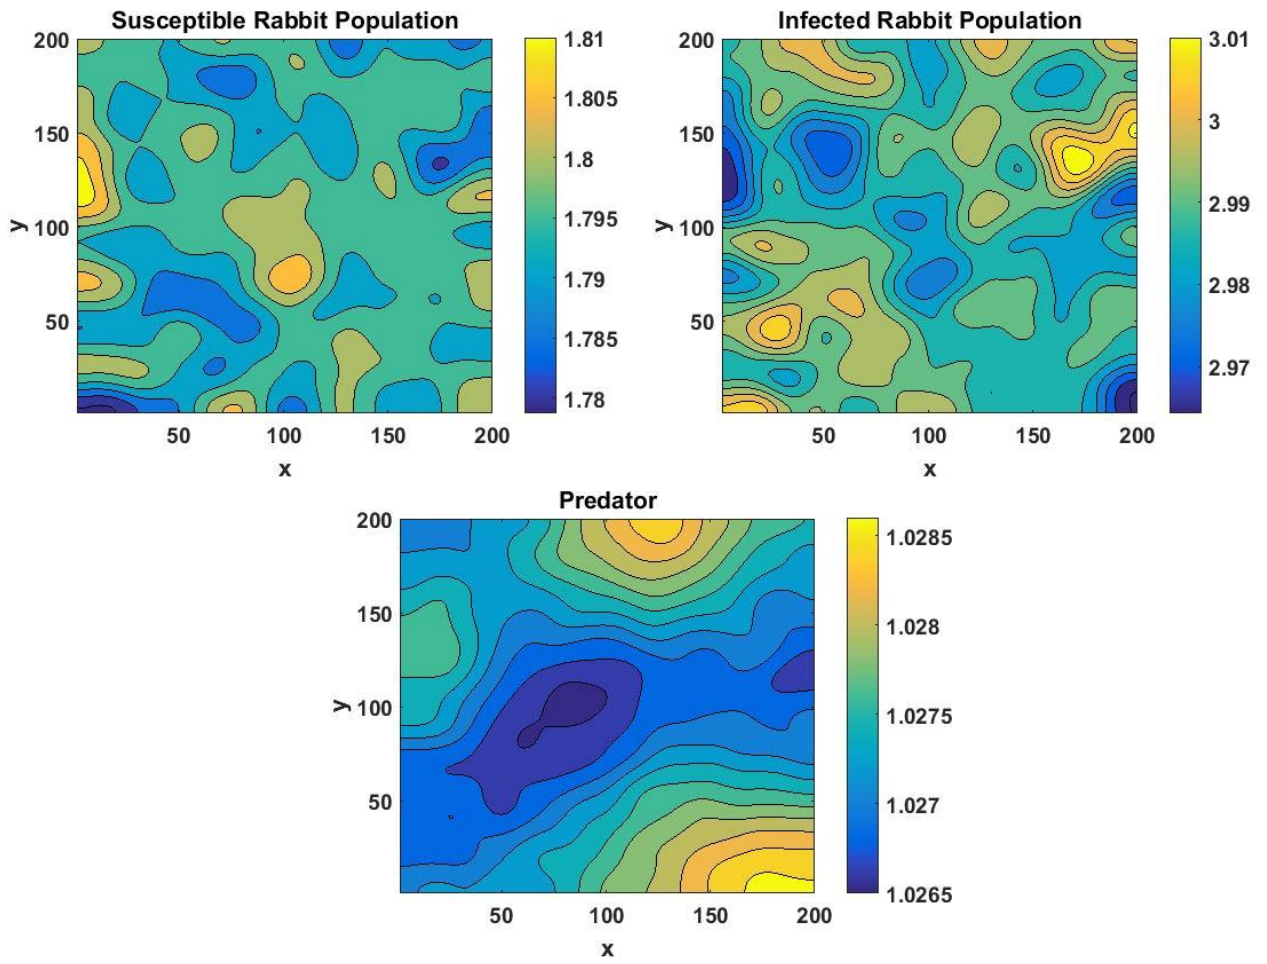 Susceptible Rabbit Population
200
150
100
50
y
50 100 150 200
x
1.81
1.805
1.8
1.795
1.79
1.785
1.78
Infected Rabbit Population
200
150
100
50
y
50 100 150 200
x
3.01
3
2.99
2.98
2.97
Predator
200
150
100
50
y
50 100 150 200
x
1.0285
1.028
1.0275
1.027
1.0265